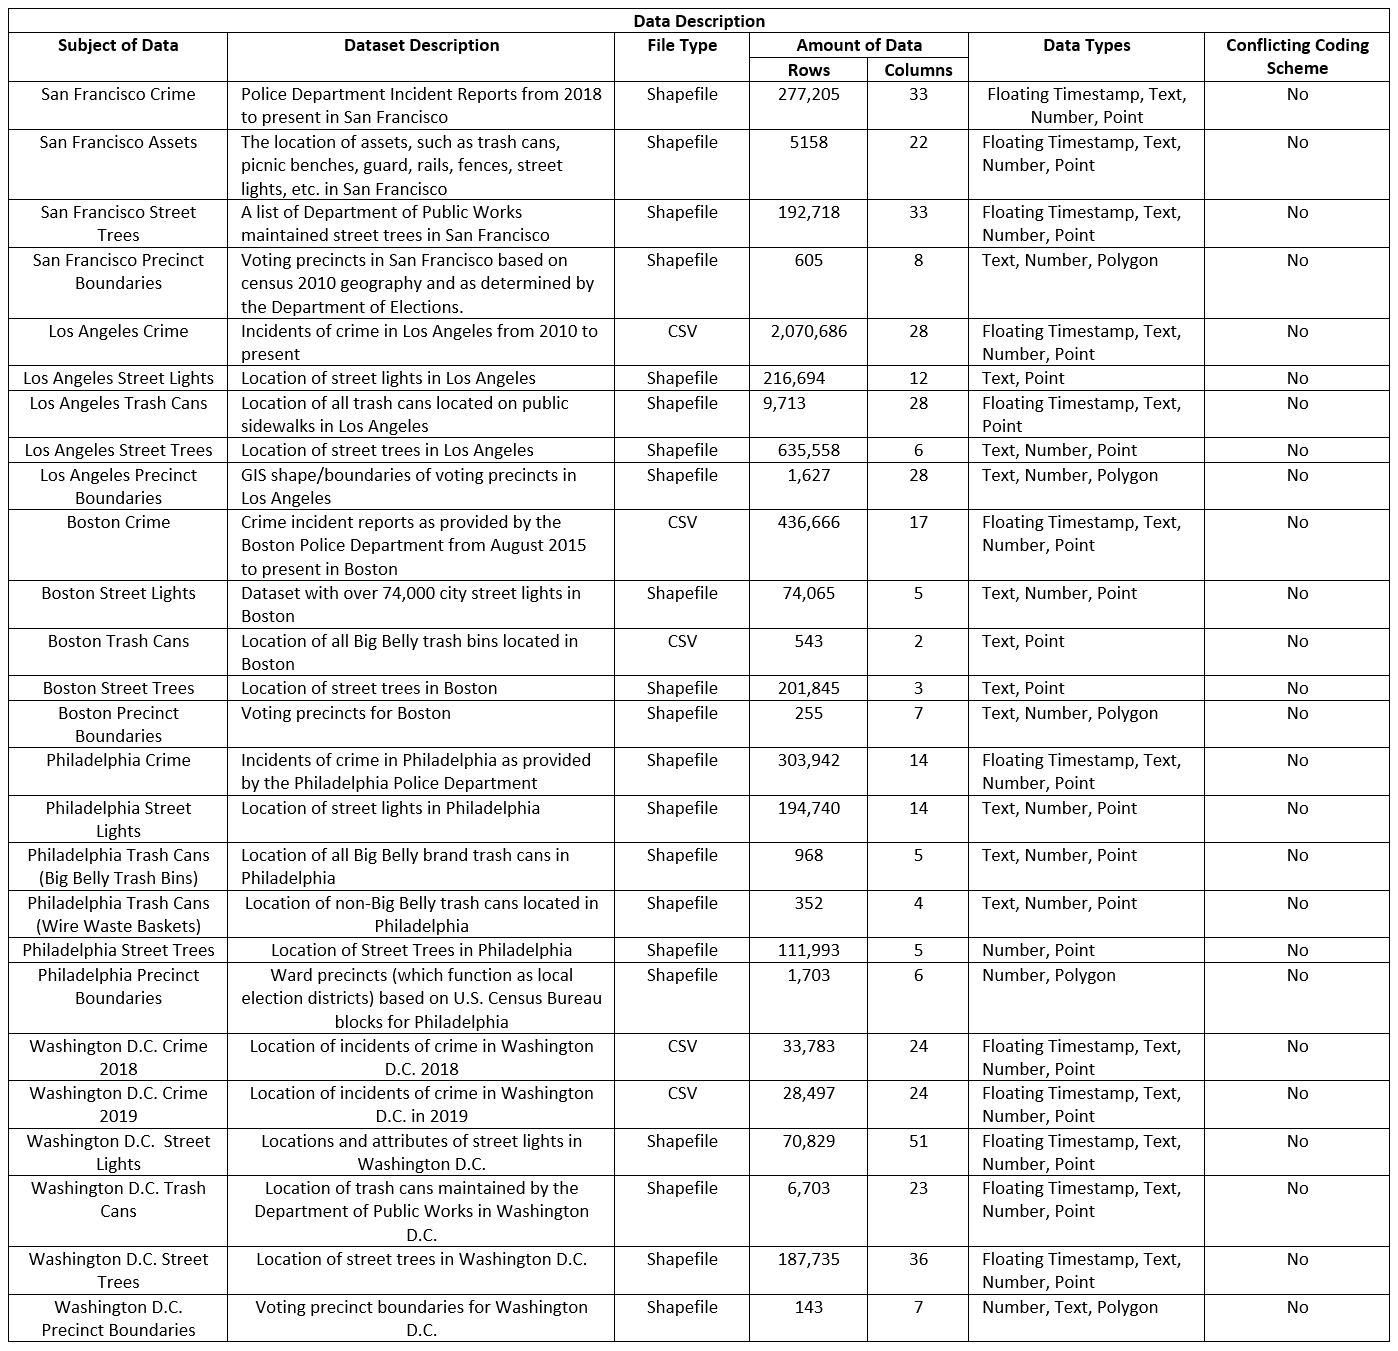 Data Description
Subject of Data Dataset Description File Type Amount of Data Data Types Conflicting Coding
Scheme
Rows Columns
San Francisco Crime Police Department Incident Reports from 2018 Shapefile 277,205 33 Floating Timestamp, Text, No
to present in San Francisco Number, Point
San Francisco Assets The location of assets, such as trash cans, Shapefile 5158 22 Floating Timestamp, Text, No
picnic benches, guard, rails, fences, street Number, Point
lights, etc. in San Francisco
San Francisco Street A list of Department of Public Works Shapefile 192,718 33 Floating Timestamp, Text, No
Trees maintained street trees in San Francisco Number, Point
San Francisco Precinct Voting precincts in San Francisco based on Shapefile 605 8 Text, Number, Polygon No
Boundaries census 2010 geography and as determined by
the Department of Elections.
Los Angeles Crime Incidents of crime in Los Angeles from 2010 to CSV 2,070,686 28 Floating Timestamp, Text, No
present Number, Point
Los Angeles Street Lights Location of street lights in Los Angeles Shapefile 216,694 12 Text, Point No
Los Angeles Trash Cans Location of all trash cans located on public Shapefile 9,713 28 Floating Timestamp, Text, No
sidewalks in Los Angeles Point
Los Angeles Street Trees Location of street trees in Los Angeles Shapefile 635,558 6 Text, Number, Point No
Los Angeles Precinct GIS shape/boundaries of voting precincts in Shapefile 1,627 28 Text, Number, Polygon No
Boundaries Los Angeles
Boston Crime Crime incident reports as provided by the CSV 436,666 17 Floating Timestamp, Text, No
Boston Police Department from August 2015 Number, Point
to present in Boston
Boston Street Lights Dataset with over 74,000 city street lights in Shapefile 74,065 5 Text, Number, Point No
Boston
Boston Trash Cans Location of all Big Belly trash bins located in CSV 543 2 Text, Point No
Boston
Boston Street Trees Location of street trees in Boston Shapefile 201,845 3 Text, Point No
Boston Precinct Voting precincts for Boston Shapefile 255 7 Text, Number, Polygon No
Boundaries
Philadelphia Crime Incidents of crime in Philadelphia as provided Shapefile 303,942 14 Floating Timestamp, Text, No
by the Philadelphia Police Department Number, Point
Philadelphia Street Location of street lights in Philadelphia Shapefile 194,740 14 Text, Number, Point No
Lights
Philadelphia Trash Cans Location of all Big Belly brand trash cans in Shapefile 968 5 Text, Number, Point No
(Big Belly Trash Bins) Philadelphia
Philadelphia Trash Cans Location of non-Big Belly trash cans located in Shapefile 352 4 Text, Number, Point No
(Wire Waste Baskets) Philadelphia
Philadelphia Street Trees Location of Street Trees in Philadelphia Shapefile 111,993 5 Number, Point No
Philadelphia Precinct Ward precincts (which function as local Shapefile 1,703 6 Number, Polygon No
Boundaries election districts) based on U.S. Census Bureau
blocks for Philadelphia
Washington D.C. Crime Location of incidents of crime in Washington CSV 33,783 24 Floating Timestamp, Text, No
2018 D.C. 2018 Number, Point
Washington D.C. Crime Location of incidents of crime in Washington CSV 28,497 24 Floating Timestamp, Text, No
2019 D.C. in 2019 Number, Point
Washington D.C. Street Locations and attributes of street lights in Shapefile 70,829 51 Floating Timestamp, Text, No
Lights Washington D.C. Number, Point
Washington D.C. Trash Location of trash cans maintained by the Shapefile 6,703 23 Floating Timestamp, Text, No
Cans Department of Public Works in Washington Number, Point
D.C.
Washington D.C. Street Location of street trees in Washington D.C. Shapefile 187,735 36 Floating Timestamp, Text, No
Trees Number, Point
Washington D.C. Voting precinct boundaries for Washington Shapefile 143 7 Number, Text, Polygon No
Precinct Boundaries D.C.